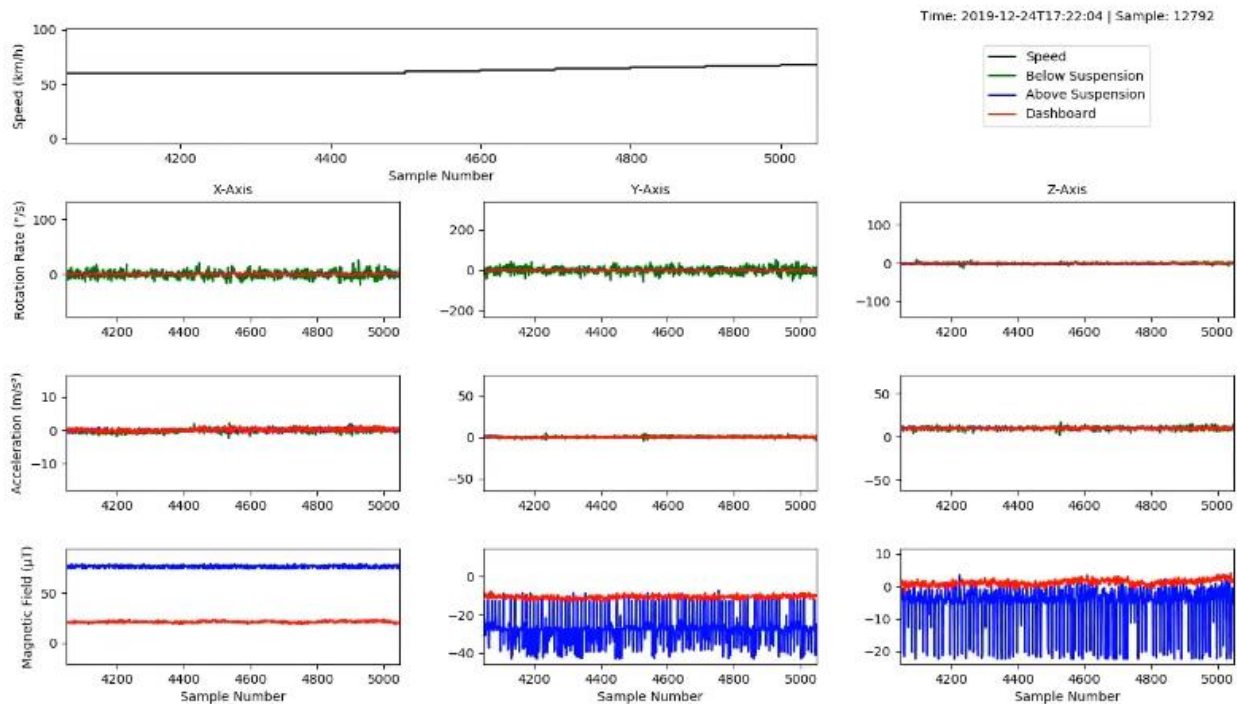 Time: 2019-12-24T17:22:04 | Sample: 12792
Speed
Below Suspension
Above Suspension
Dashboard
Speed (km/h)
100
50
0
4200 4400 4600 4800 5000
Sample Number
X-Axis
Y-Axis
Z-Axis
Rotation Rate (°/s)
100
0
4200 4400 4600 4800 5000
200
0
−200
4200 4400 4600 4800 5000
100
0
−100
4200 4400 4600 4800 5000
Acceleration (m/s²)
10
0
−10
4200 4400 4600 4800 5000
50
0
−50
4200 4400 4600 4800 5000
50
0
−50
4200 4400 4600 4800 5000
Magnetic Field (µT)
50
0
4200 4400 4600 4800 5000
Sample Number
0
−20
−40
4200 4400 4600 4800 5000
Sample Number
10
0
−10
−20
4200 4400 4600 4800 5000
Sample Number